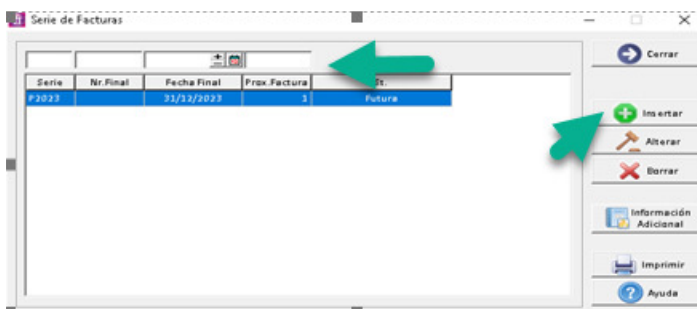 Serie de Facturas
Cerrar
Serie Nr.Final Fecha Final Prox.Factura St.
P2023 31/12/2023 1 Futura
Insertar
Alterar
Borrar
Información
Adicional
Imprimir
Ayuda